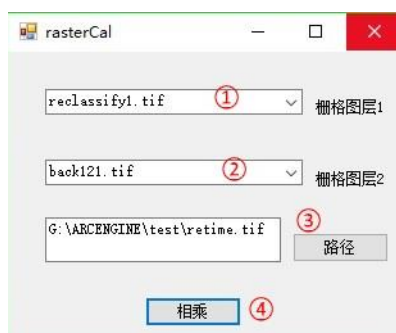 rasterCal
reclassify1.tif ① 栅格图层1
back121.tif ② 栅格图层2
③
G:\ARCENGINE\test\retime.tif
路径
相乘 ④